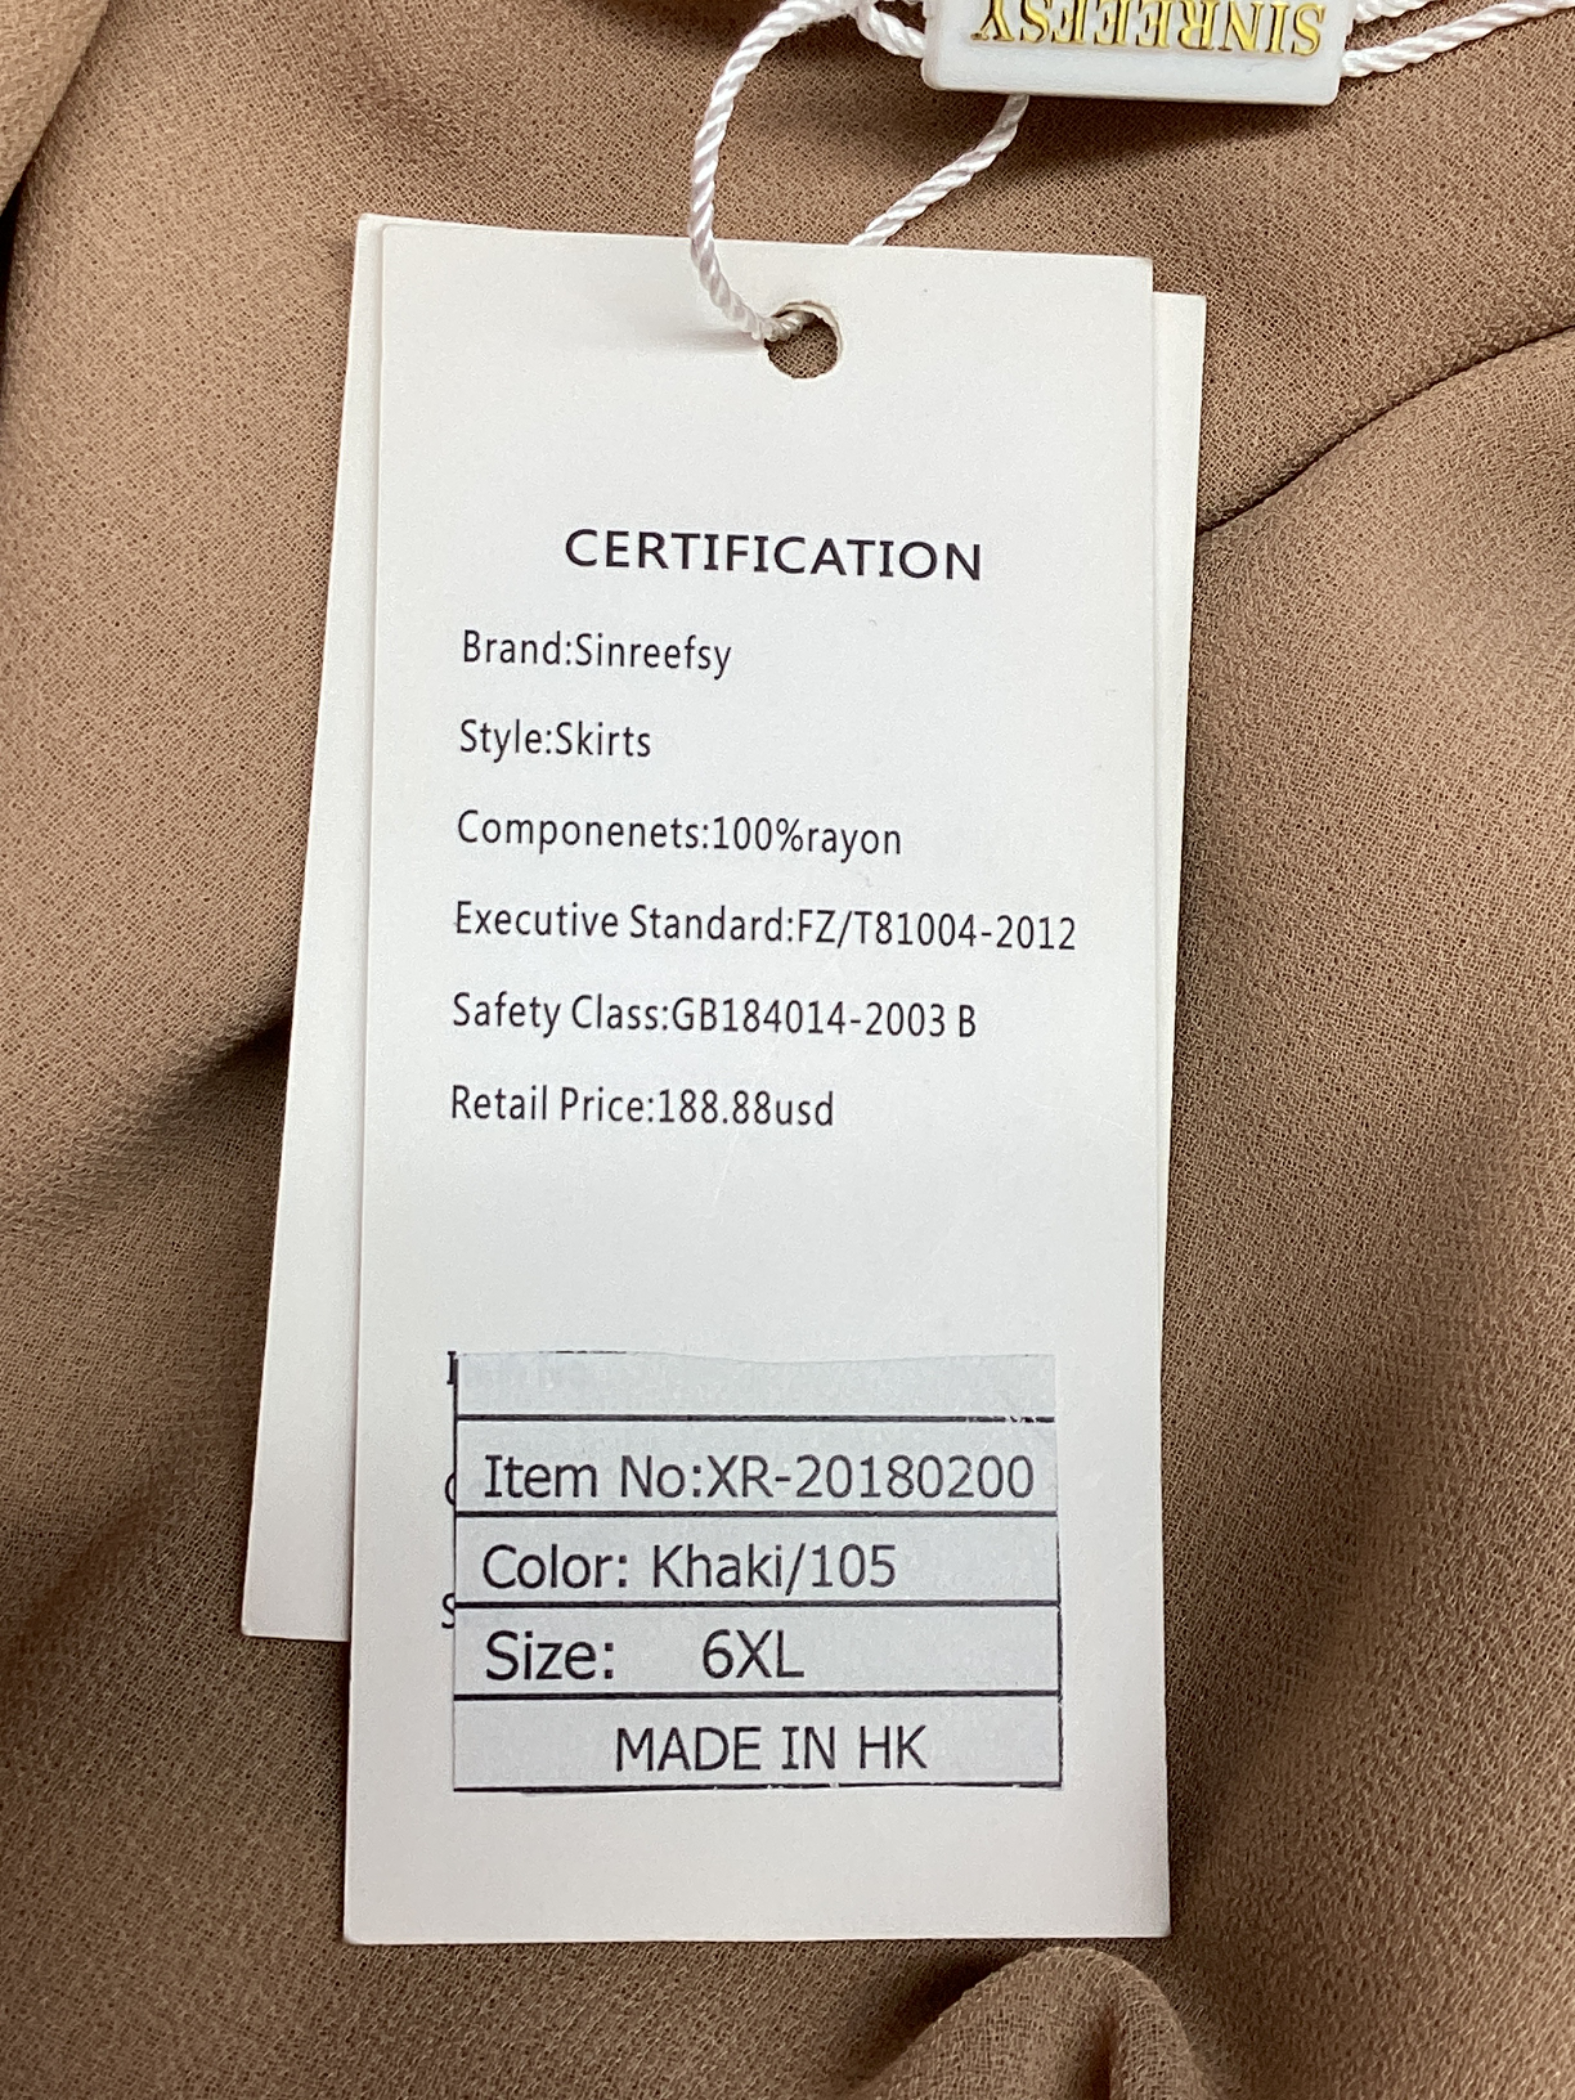 SINREEFSY
CERTIFICATION
Brand:Sinreefsy
Style:Skirts
Componenets:100%rayon
Executive Standard:FZ/T81004-2012
Safety Class:GB184014-2003 B
Retail Price:188.88usd
Item No:XR-20180200
Color: Khaki/105
Size: 6XL
MADE IN HK